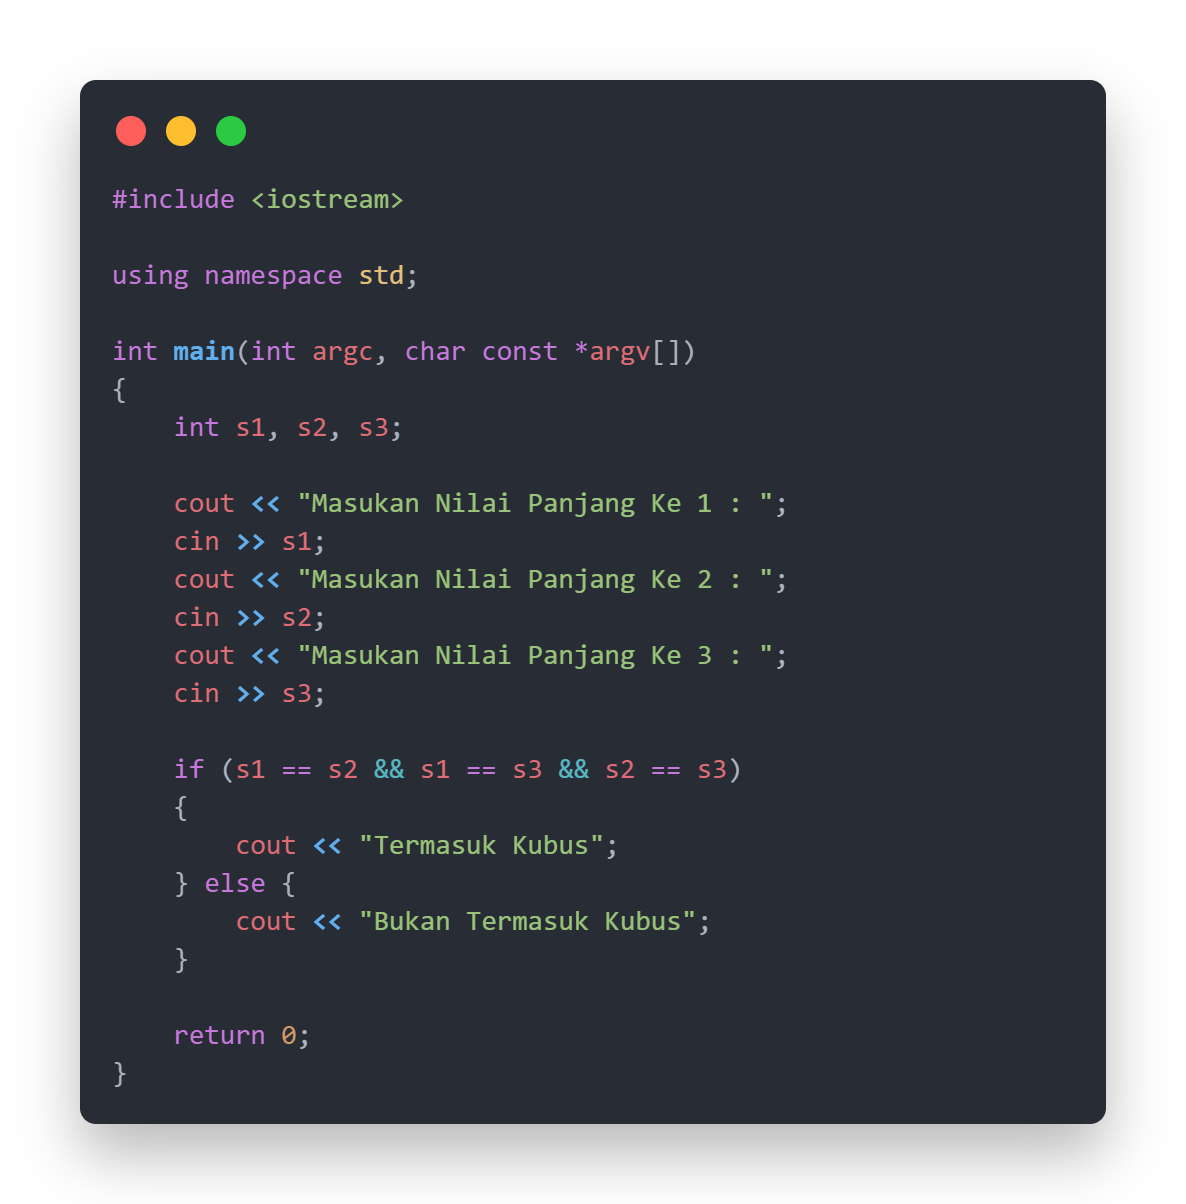 #include <iostream>
using namespace std;
int main(int argc, char const *argv[])
{
    int s1, s2, s3;
    cout << "Masukan Nilai Panjang Ke 1 : ";
    cin >> s1;
    cout << "Masukan Nilai Panjang Ke 2 : ";
    cin >> s2;
    cout << "Masukan Nilai Panjang Ke 3 : ";
    cin >> s3;
    if (s1 == s2 && s1 == s3 && s2 == s3)
    {
        cout << "Termasuk Kubus";
    } else {
        cout << "Bukan Termasuk Kubus";
    }
    return 0;
}